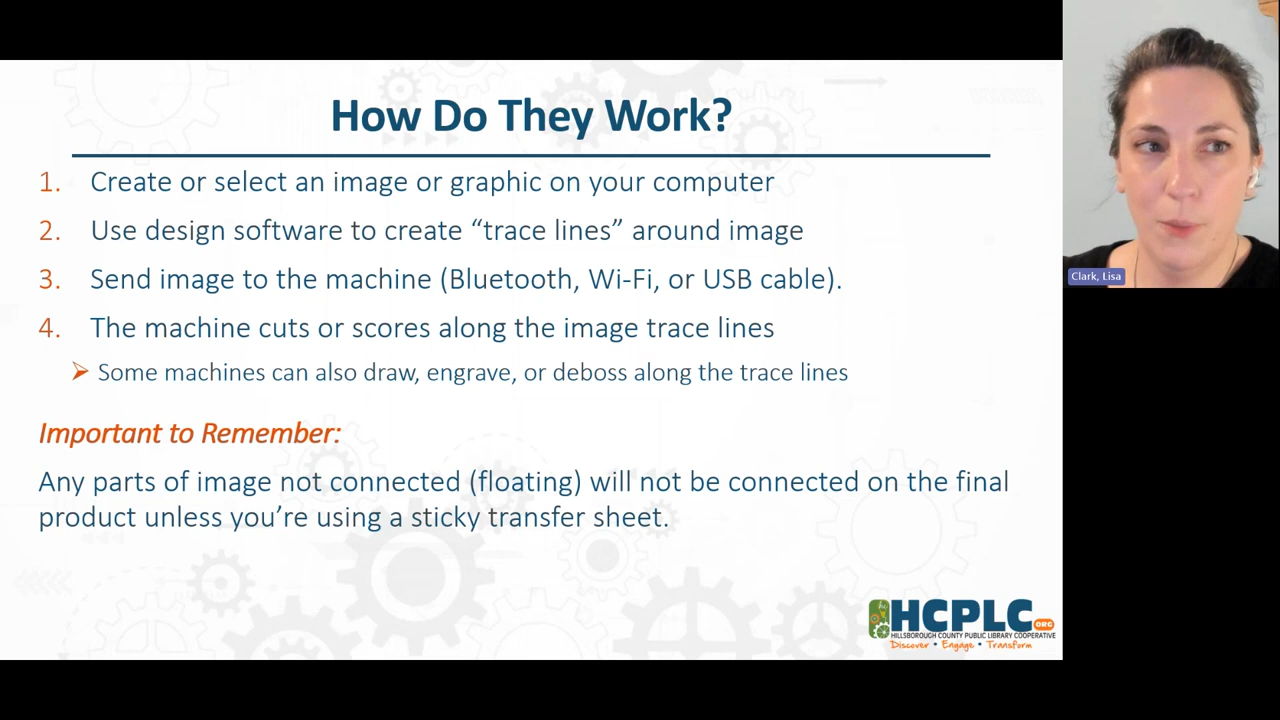 How Do They Work?
1. Create or select an image or graphic on your computer
2. Use design software to create “trace lines” around image
3. Send image to the machine (Bluetooth, Wi-Fi, or USB cable).
4. The machine cuts or scores along the image trace lines
Some machines can also draw, engrave, or deboss along the trace lines
Important to Remember:
Any parts of image not connected (floating) will not be connected on the final
product unless you’re using a sticky transfer sheet.
Clark, Lisa
HCPLC.ORG
HILLSBOROUGH COUNTY PUBLIC LIBRARY COOPERATIVE
Discover • Engage • Transform